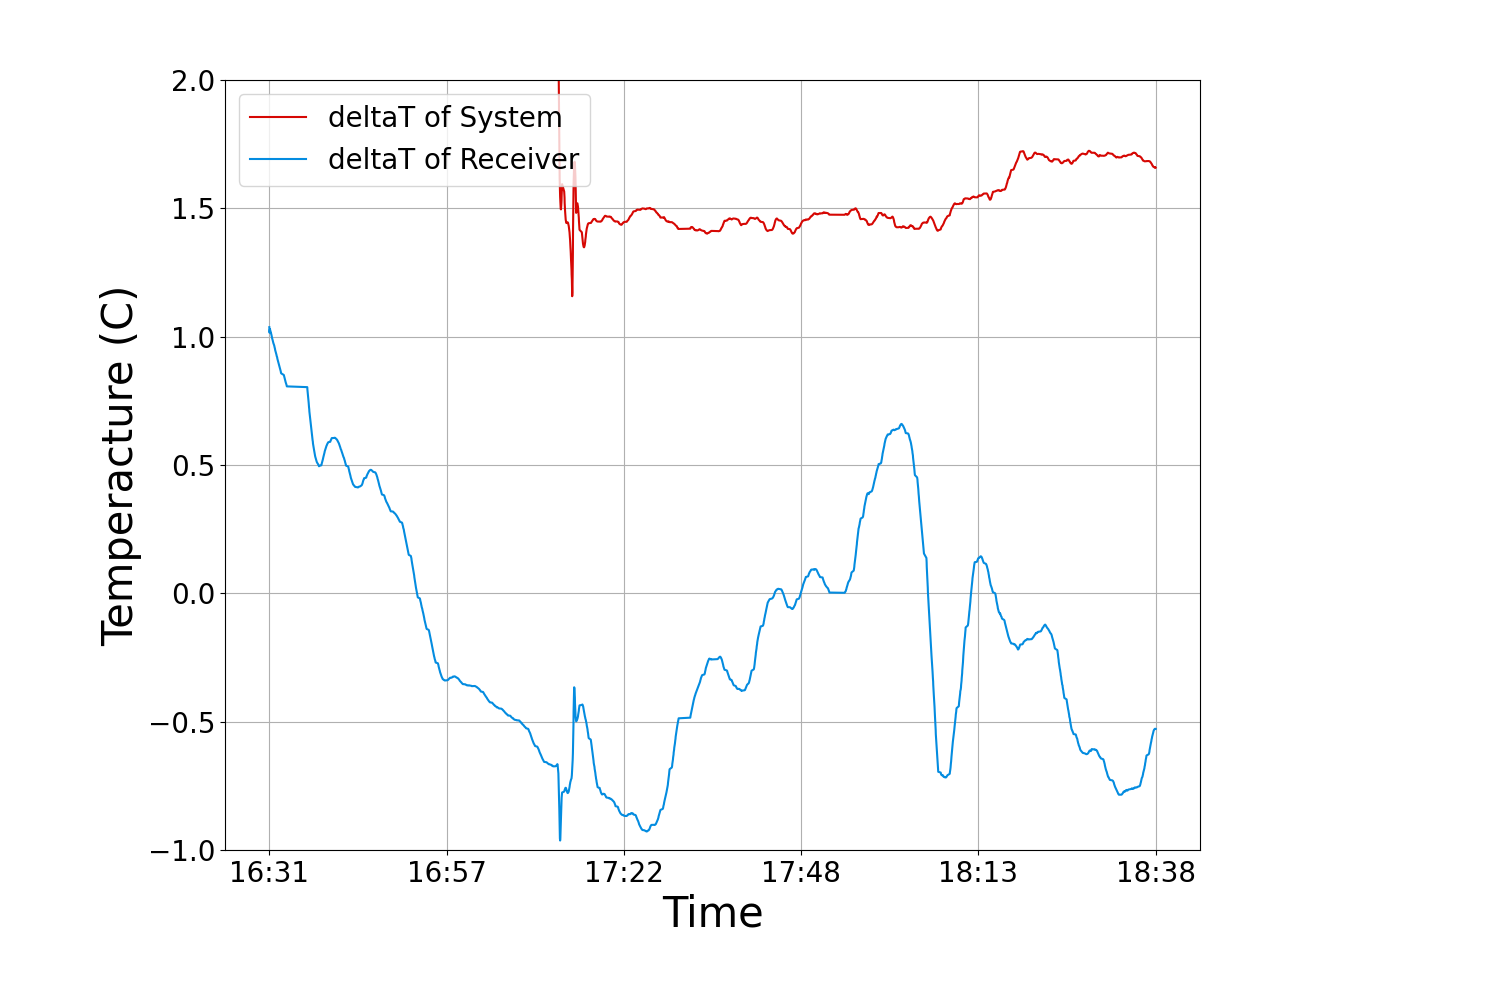 2.0
deltaT of System
deltaT of Receiver
1.5
1.0
0.5
0.0
−0.5
−1.0
Temperacture (C)
16:31 16:57 17:22 17:48 18:13 18:38
Time